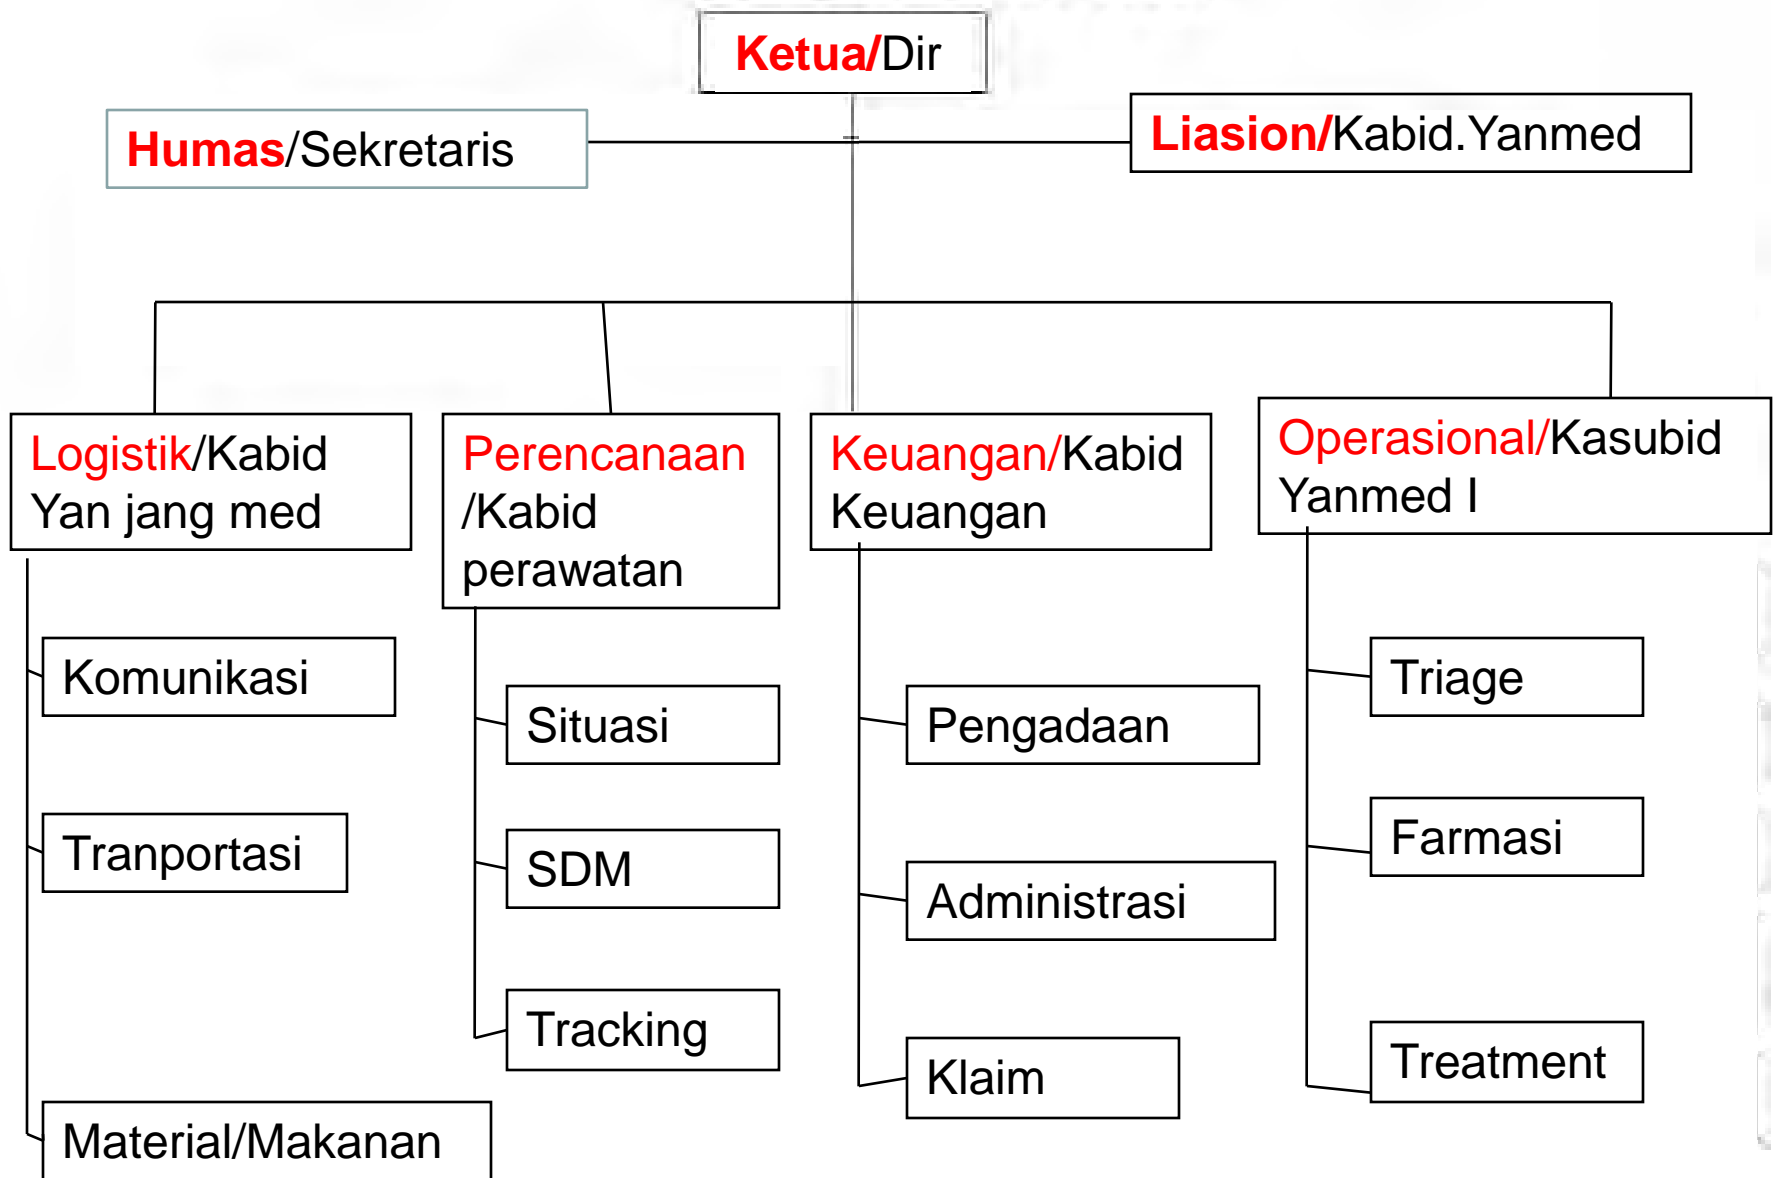 Ketua/Dir
Humas/Sekretaris
Liasion/Kabid.Yanmed
Logistik/Kabid
Yan jang med
Perencanaan
/Kabid
perawatan
Keuangan/Kabid
Keuangan
Operasional/Kasubid
Yanmed I
Komunikasi
Tranportasi
Material/Makanan
Situasi
SDM
Tracking
Pengadaan
Administrasi
Klaim
Triage
Farmasi
Treatment